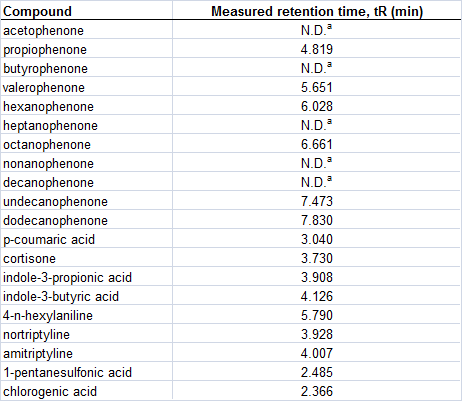 Compound Measured retention time, tR (min)
acetophenone N.D.ª
propiophenone 4.819
butyrophenone N.D.ª
valerophenone 5.651
hexanophenone 6.028
heptanophenone N.D.ª
octanophenone 6.661
nonanophenone N.D.ª
decanophenone N.D.ª
undecanophenone 7.473
dodecanophenone 7.830
p-coumaric acid 3.040
cortisone 3.730
indole-3-propionic acid 3.908
indole-3-butyric acid 4.126
4-n-hexylaniline 5.790
nortriptyline 3.928
amitriptyline 4.007
1-pentanesulfonic acid 2.485
chlorogenic acid 2.366